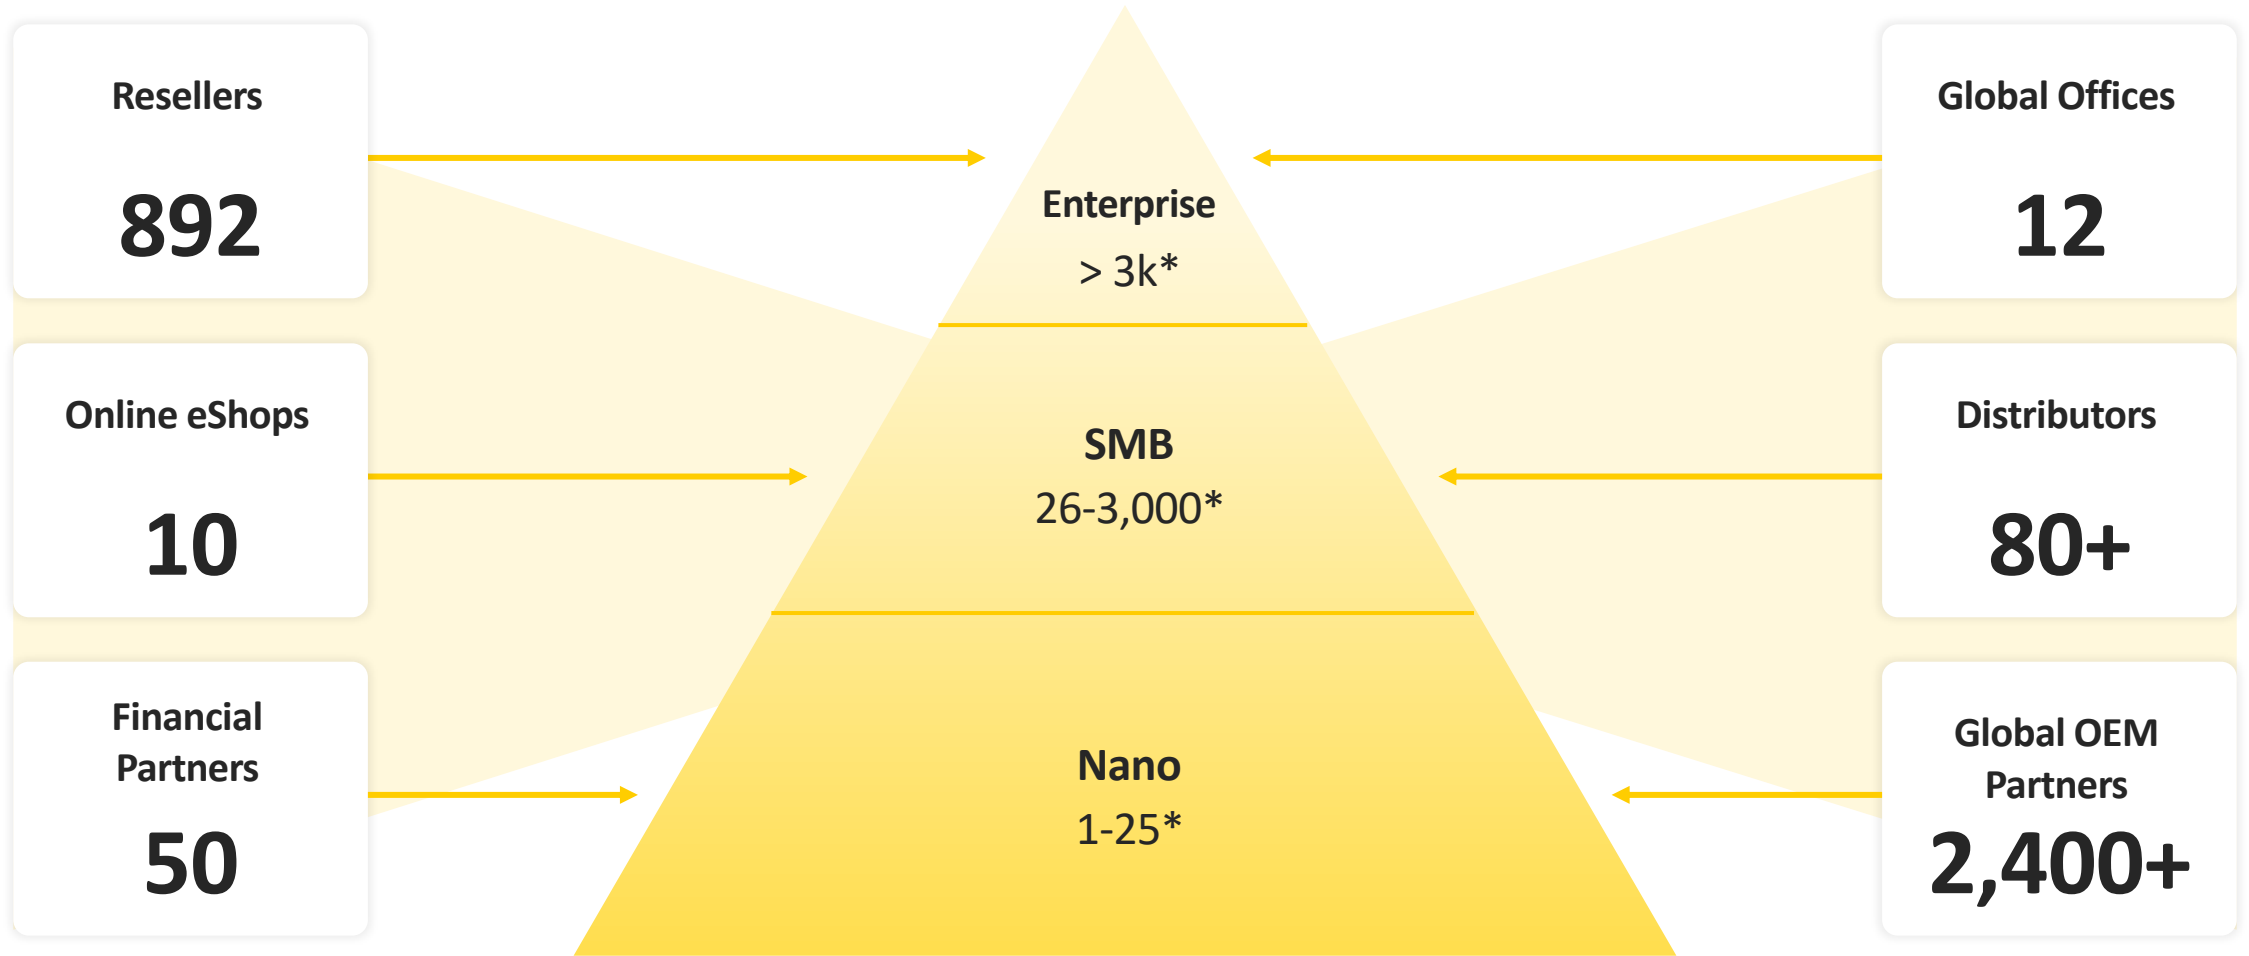 Resellers
892
Online eShops
10
Financial
Partners
50
Enterprise
> 3k*
SMB
26-3,000*
Nano
1-25*
Global Offices
12
Distributors
80+
Global OEM
Partners
2,400+